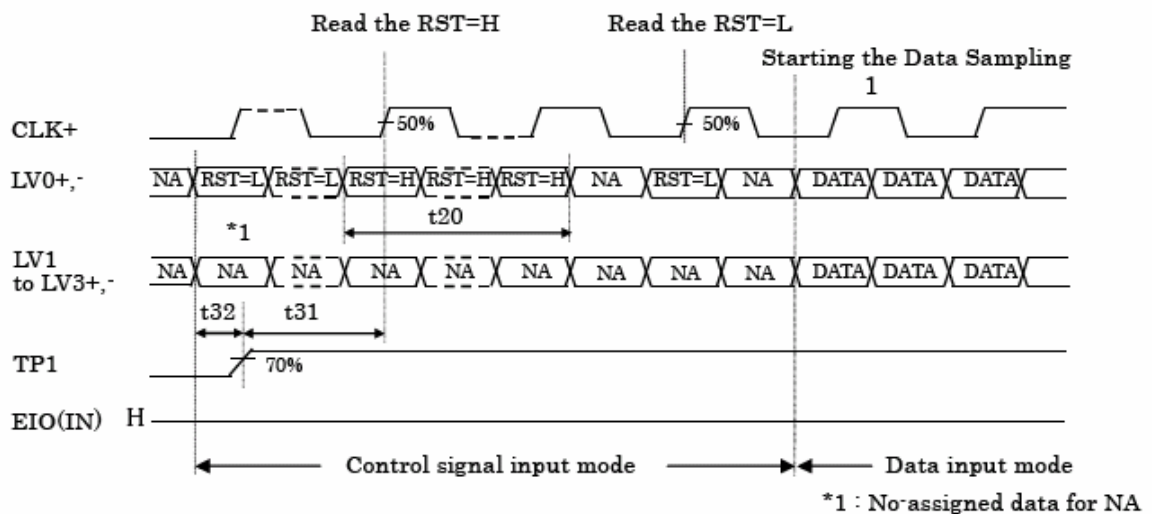 Read the RST=H Read the RST=L
Starting the Data Sampling
1
CLK+ 50% 50%
LV0+,- NA RST=L RST=L RST=H RST=H RST=H NA RST=L NA DATA DATA DATA
*1 t20
LV1
to LV3+,- NA NA NA NA NA NA NA NA NA DATA DATA DATA
t32 t31
TP1 70%
EIO(IN) H
Control signal input mode Data input mode
*1 : No-assigned data for NA